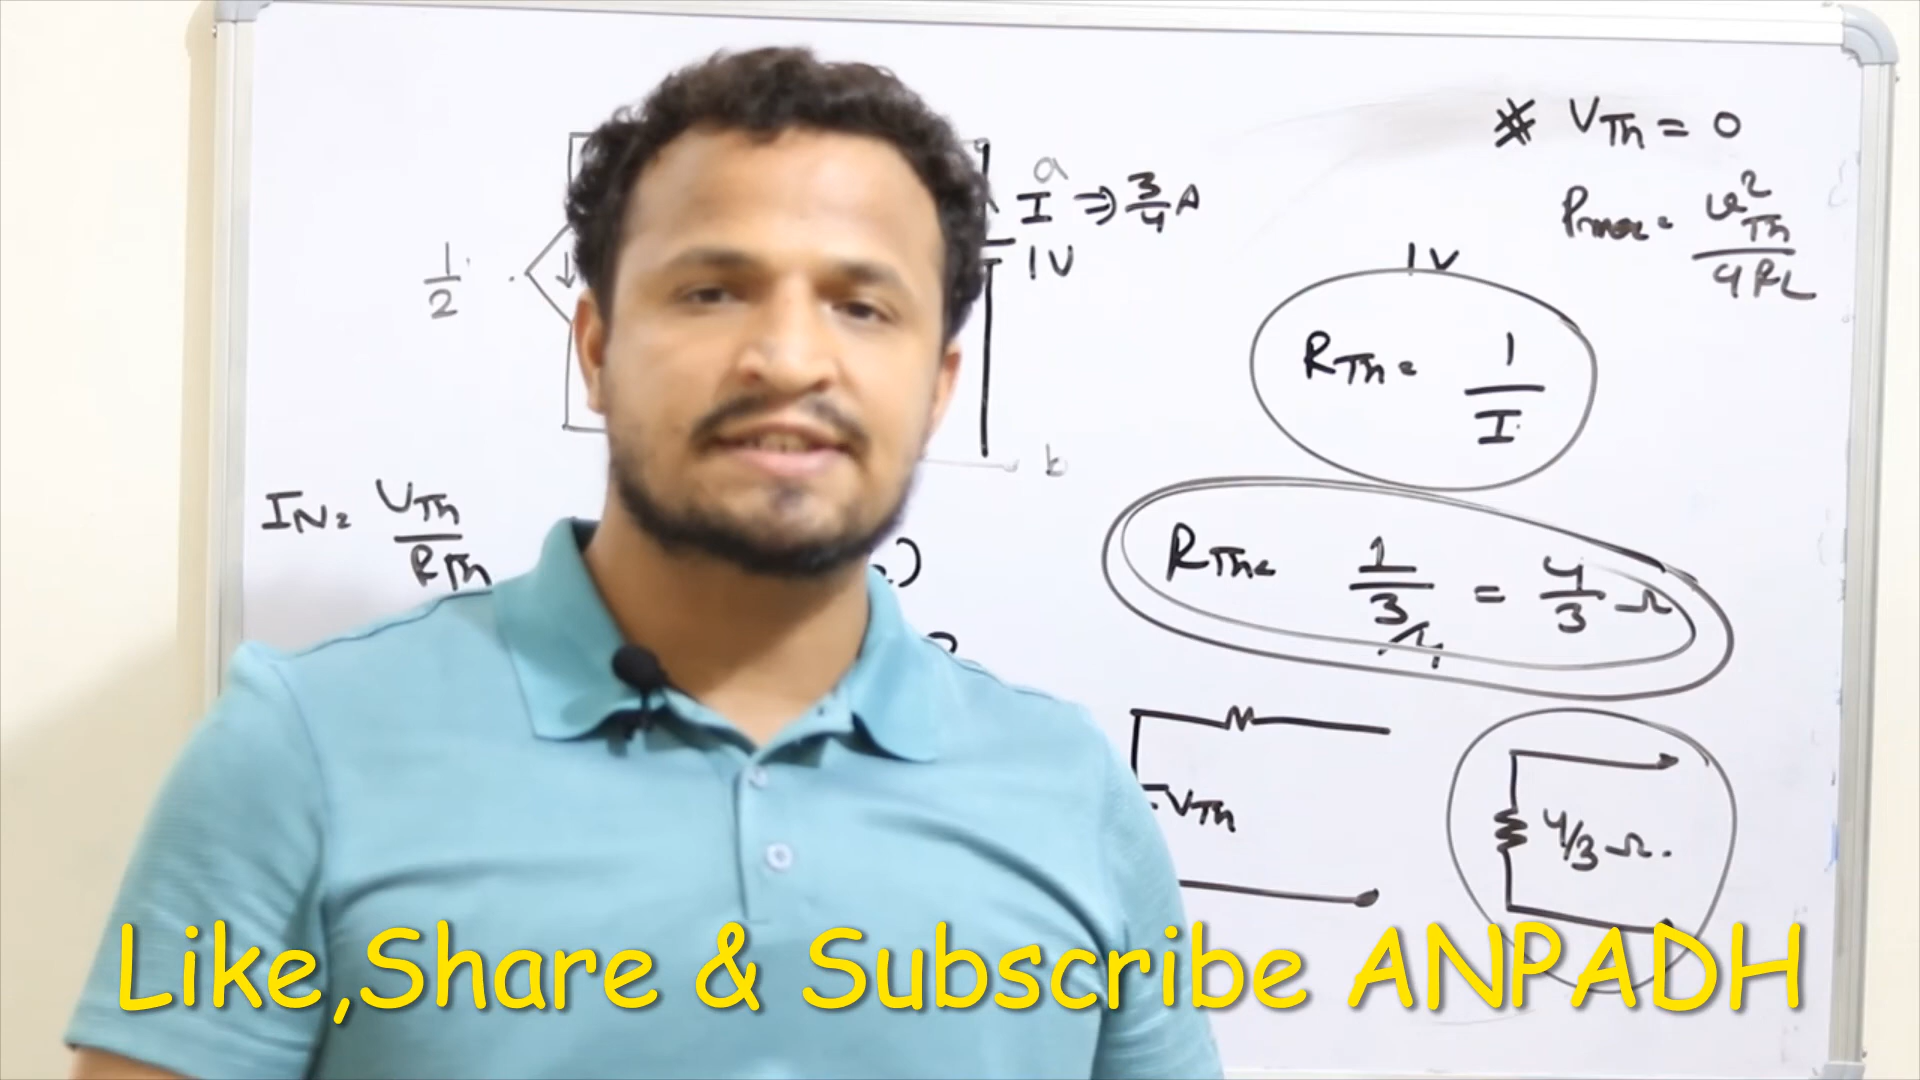 * VTh = 0
Pmax = V²Th / 4RL
a
I ⇒ 3/4 A
1V
1/2
1V
RTh = 1/I
b
IN = VTh / RTh
RTh = 1 / 3/4 = 4/3 Ω
VTh
4/3 Ω.
Like,Share & Subscribe ANPADH